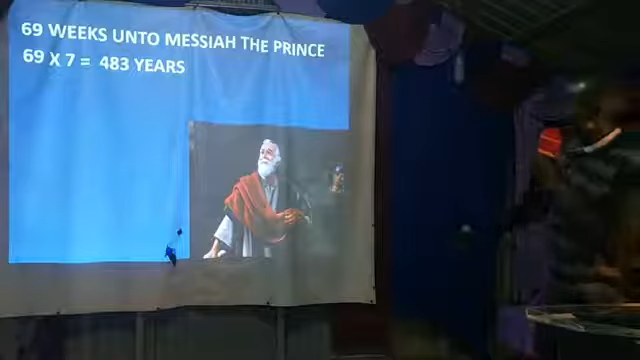 69 WEEKS UNTO MESSIAH THE PRINCE
69 X 7 = 483 YEARS